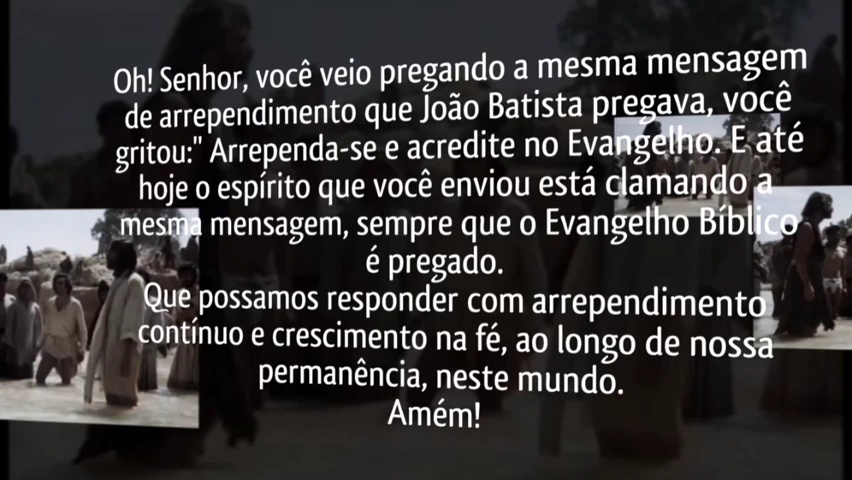 Oh! Senhor, você veio pregando a mesma mensagem
de arrependimento que João Batista pregava, você
gritou:" Arrependa-se e acredite no Evangelho. E até
hoje o espírito que você enviou está clamando a
mesma mensagem, sempre que o Evangelho Bíblico
é pregado.
Que possamos responder com arrependimento
contínuo e crescimento na fé, ao longo de nossa
permanência, neste mundo.
Amém!